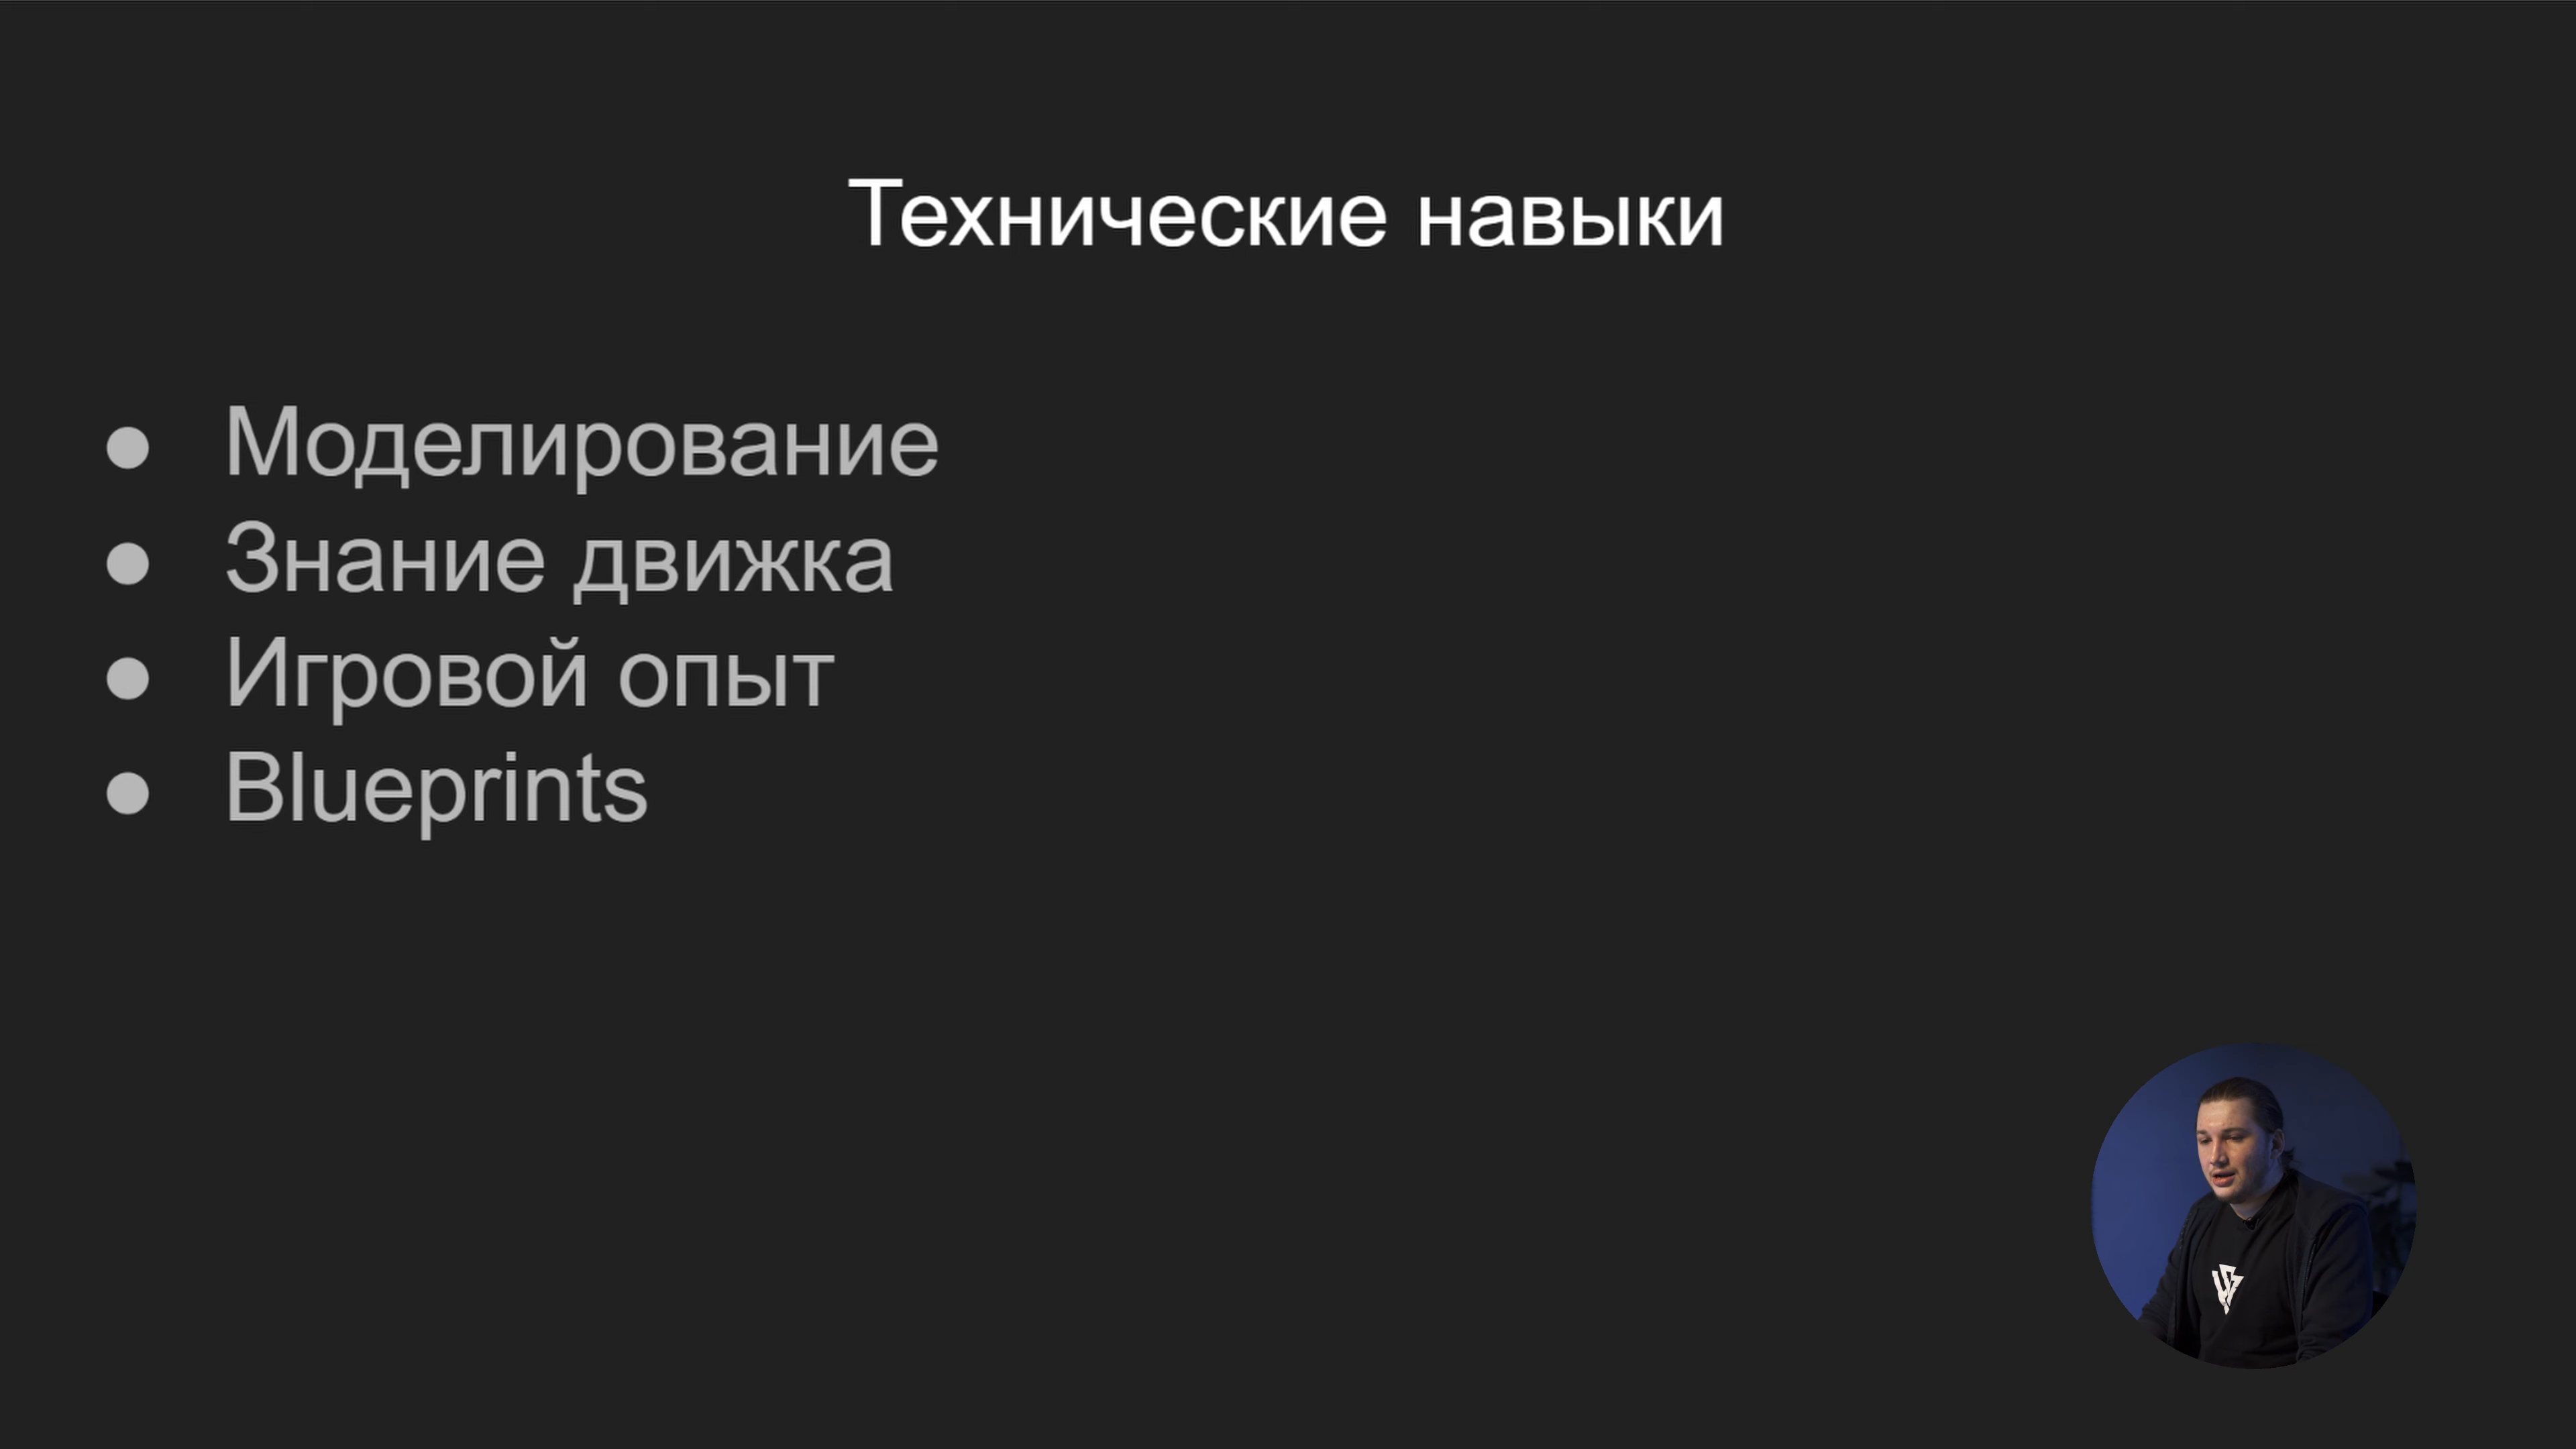 Технические навыки
Моделирование
Знание движка
Игровой опыт
Blueprints